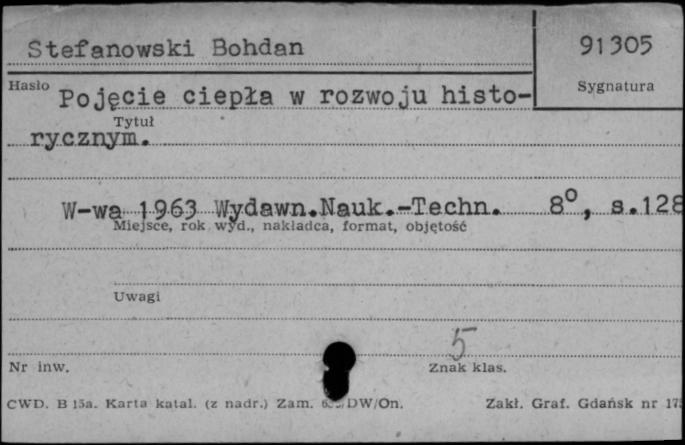 Stefanowski Bohdan
91305
Hasło
Sygnatura
Pojęcie ciepła w rozwoju histo-
Tytuł
rycznym.
W-wa 1963 Wydawn.Nauk.-Techn. 8°, s.128
Miejsce, rok wyd., nakładca, format, objętość
Uwagi
5
Nr inw.
Znak klas.
CWD. B 15a. Karta katal. (z nadr.) Zam. DW/On.
Zakł. Graf. Gdańsk nr